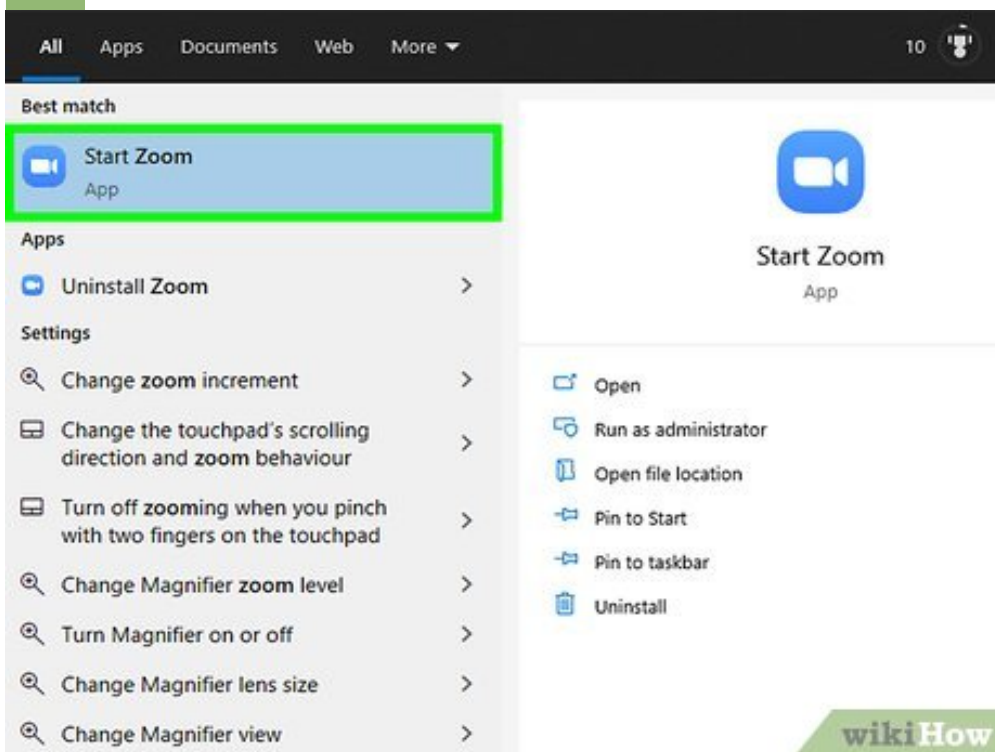 All Apps Documents Web More 10
Best match
Start Zoom
App
Apps
Uninstall Zoom
Settings
Change zoom increment
Change the touchpad's scrolling
direction and zoom behaviour
Turn off zooming when you pinch
with two fingers on the touchpad
Change Magnifier zoom level
Turn Magnifier on or off
Change Magnifier lens size
Change Magnifier view
Start Zoom
App
Open
Run as administrator
Open file location
Pin to Start
Pin to taskbar
Uninstall
wikiHow